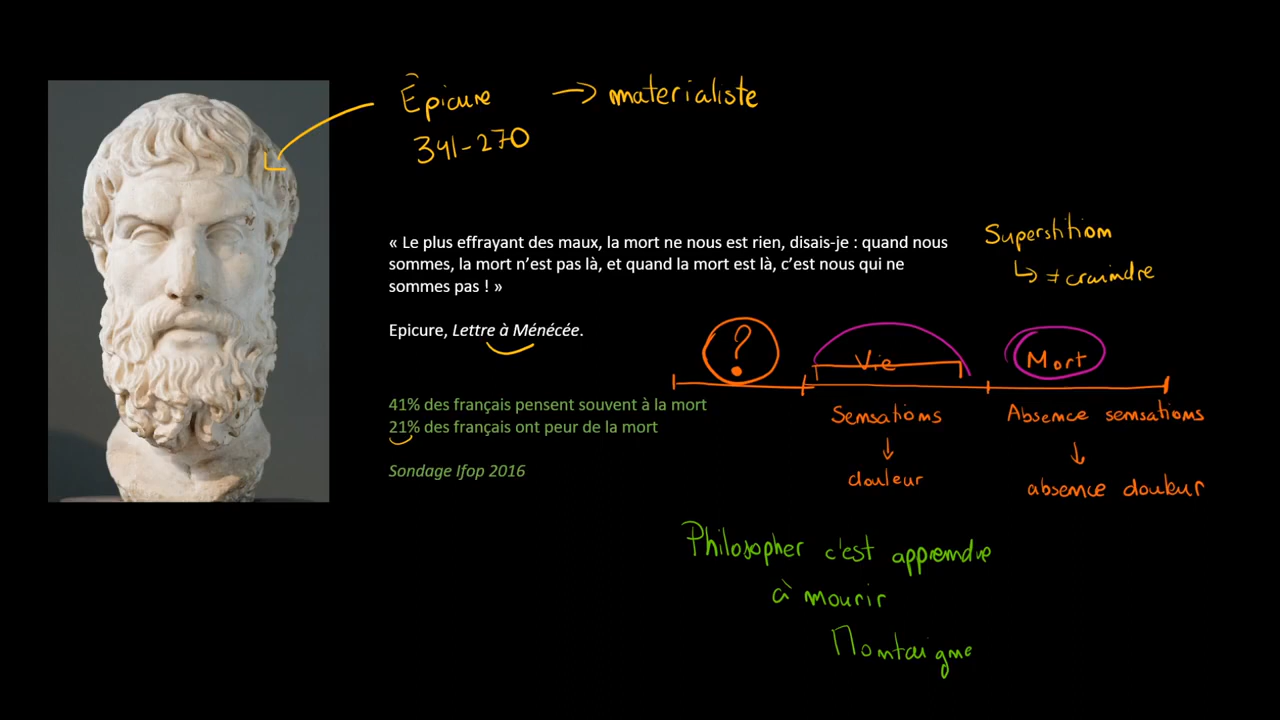 Épicure → materialiste
341-270
« Le plus effrayant des maux, la mort ne nous est rien, disais-je : quand nous
sommes, la mort n'est pas là, et quand la mort est là, c'est nous qui ne
sommes pas ! »
Epicure, Lettre à Ménécée.
41% des français pensent souvent à la mort
21% des français ont peur de la mort
Sondage Ifop 2016
Superstition
↳ ≠ craindre
?
Vie
Mort
Sensations
↓
douleur
Absence sensations
↓
absence douleur
Philosopher c'est apprendre
à mourir
Montaigne